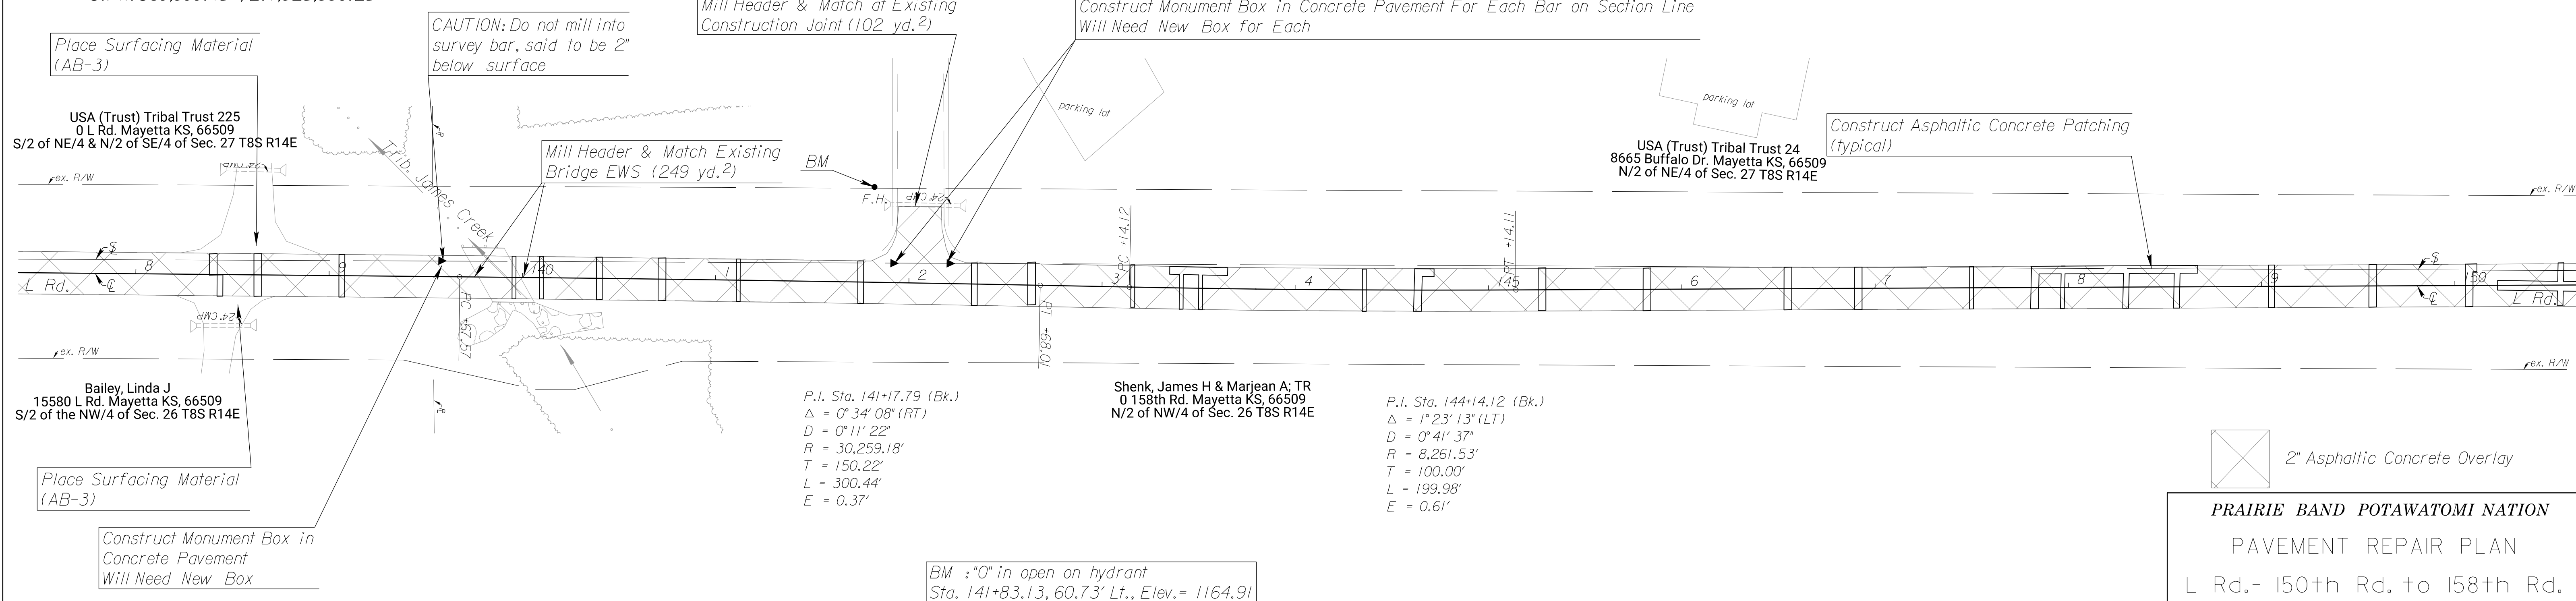 Place Surfacing Material
(AB-3)
CAUTION: Do not mill into
survey bar, said to be 2"
below surface
Mill Header & Match at Existing
Construction Joint (102 yd.²)
Construct Monument Box in Concrete Pavement For Each Bar on Section Line
Will Need New Box for Each
parking lot
parking lot
USA (Trust) Tribal Trust 225
0 L Rd. Mayetta KS, 66509
S/2 of NE/4 & N/2 of SE/4 of Sec. 27 T8S R14E
Mill Header & Match Existing
Bridge EWS (249 yd.²)
BM
F.H.
USA (Trust) Tribal Trust 24
8665 Buffalo Dr. Mayetta KS, 66509
N/2 of NE/4 of Sec. 27 T8S R14E
Construct Asphaltic Concrete Patching
(typical)
ex. R/W
ex. R/W
24" CMP
24" CMP
Trib. James Creek
PC +14.12
PT +14.11
8
9
140
1
2
3
4
145
6
7
8
9
150
L Rd.
L Rd.
24" CMP
PC +67.57
PT +68.01
ex. R/W
ex. R/W
Bailey, Linda J
15580 L Rd. Mayetta KS, 66509
S/2 of the NW/4 of Sec. 26 T8S R14E
P.I. Sta. 141+17.79 (Bk.)
Δ = 0° 34' 08" (RT)
D = 0° 11' 22"
R = 30,259.18'
T = 150.22'
L = 300.44'
E = 0.37'
Shenk, James H & Marjean A; TR
0 158th Rd. Mayetta KS, 66509
N/2 of NW/4 of Sec. 26 T8S R14E
P.I. Sta. 144+14.12 (Bk.)
Δ = 1° 23' 13" (LT)
D = 0° 41' 37"
R = 8,261.53'
T = 100.00'
L = 199.98'
E = 0.61'
2" Asphaltic Concrete Overlay
Place Surfacing Material
(AB-3)
Construct Monument Box in
Concrete Pavement
Will Need New Box
BM : "O" in open on hydrant
Sta. 141+83.13, 60.73' Lt., Elev.= 1164.91
PRAIRIE BAND POTAWATOMI NATION
PAVEMENT REPAIR PLAN
L Rd.- 150th Rd. to 158th Rd.